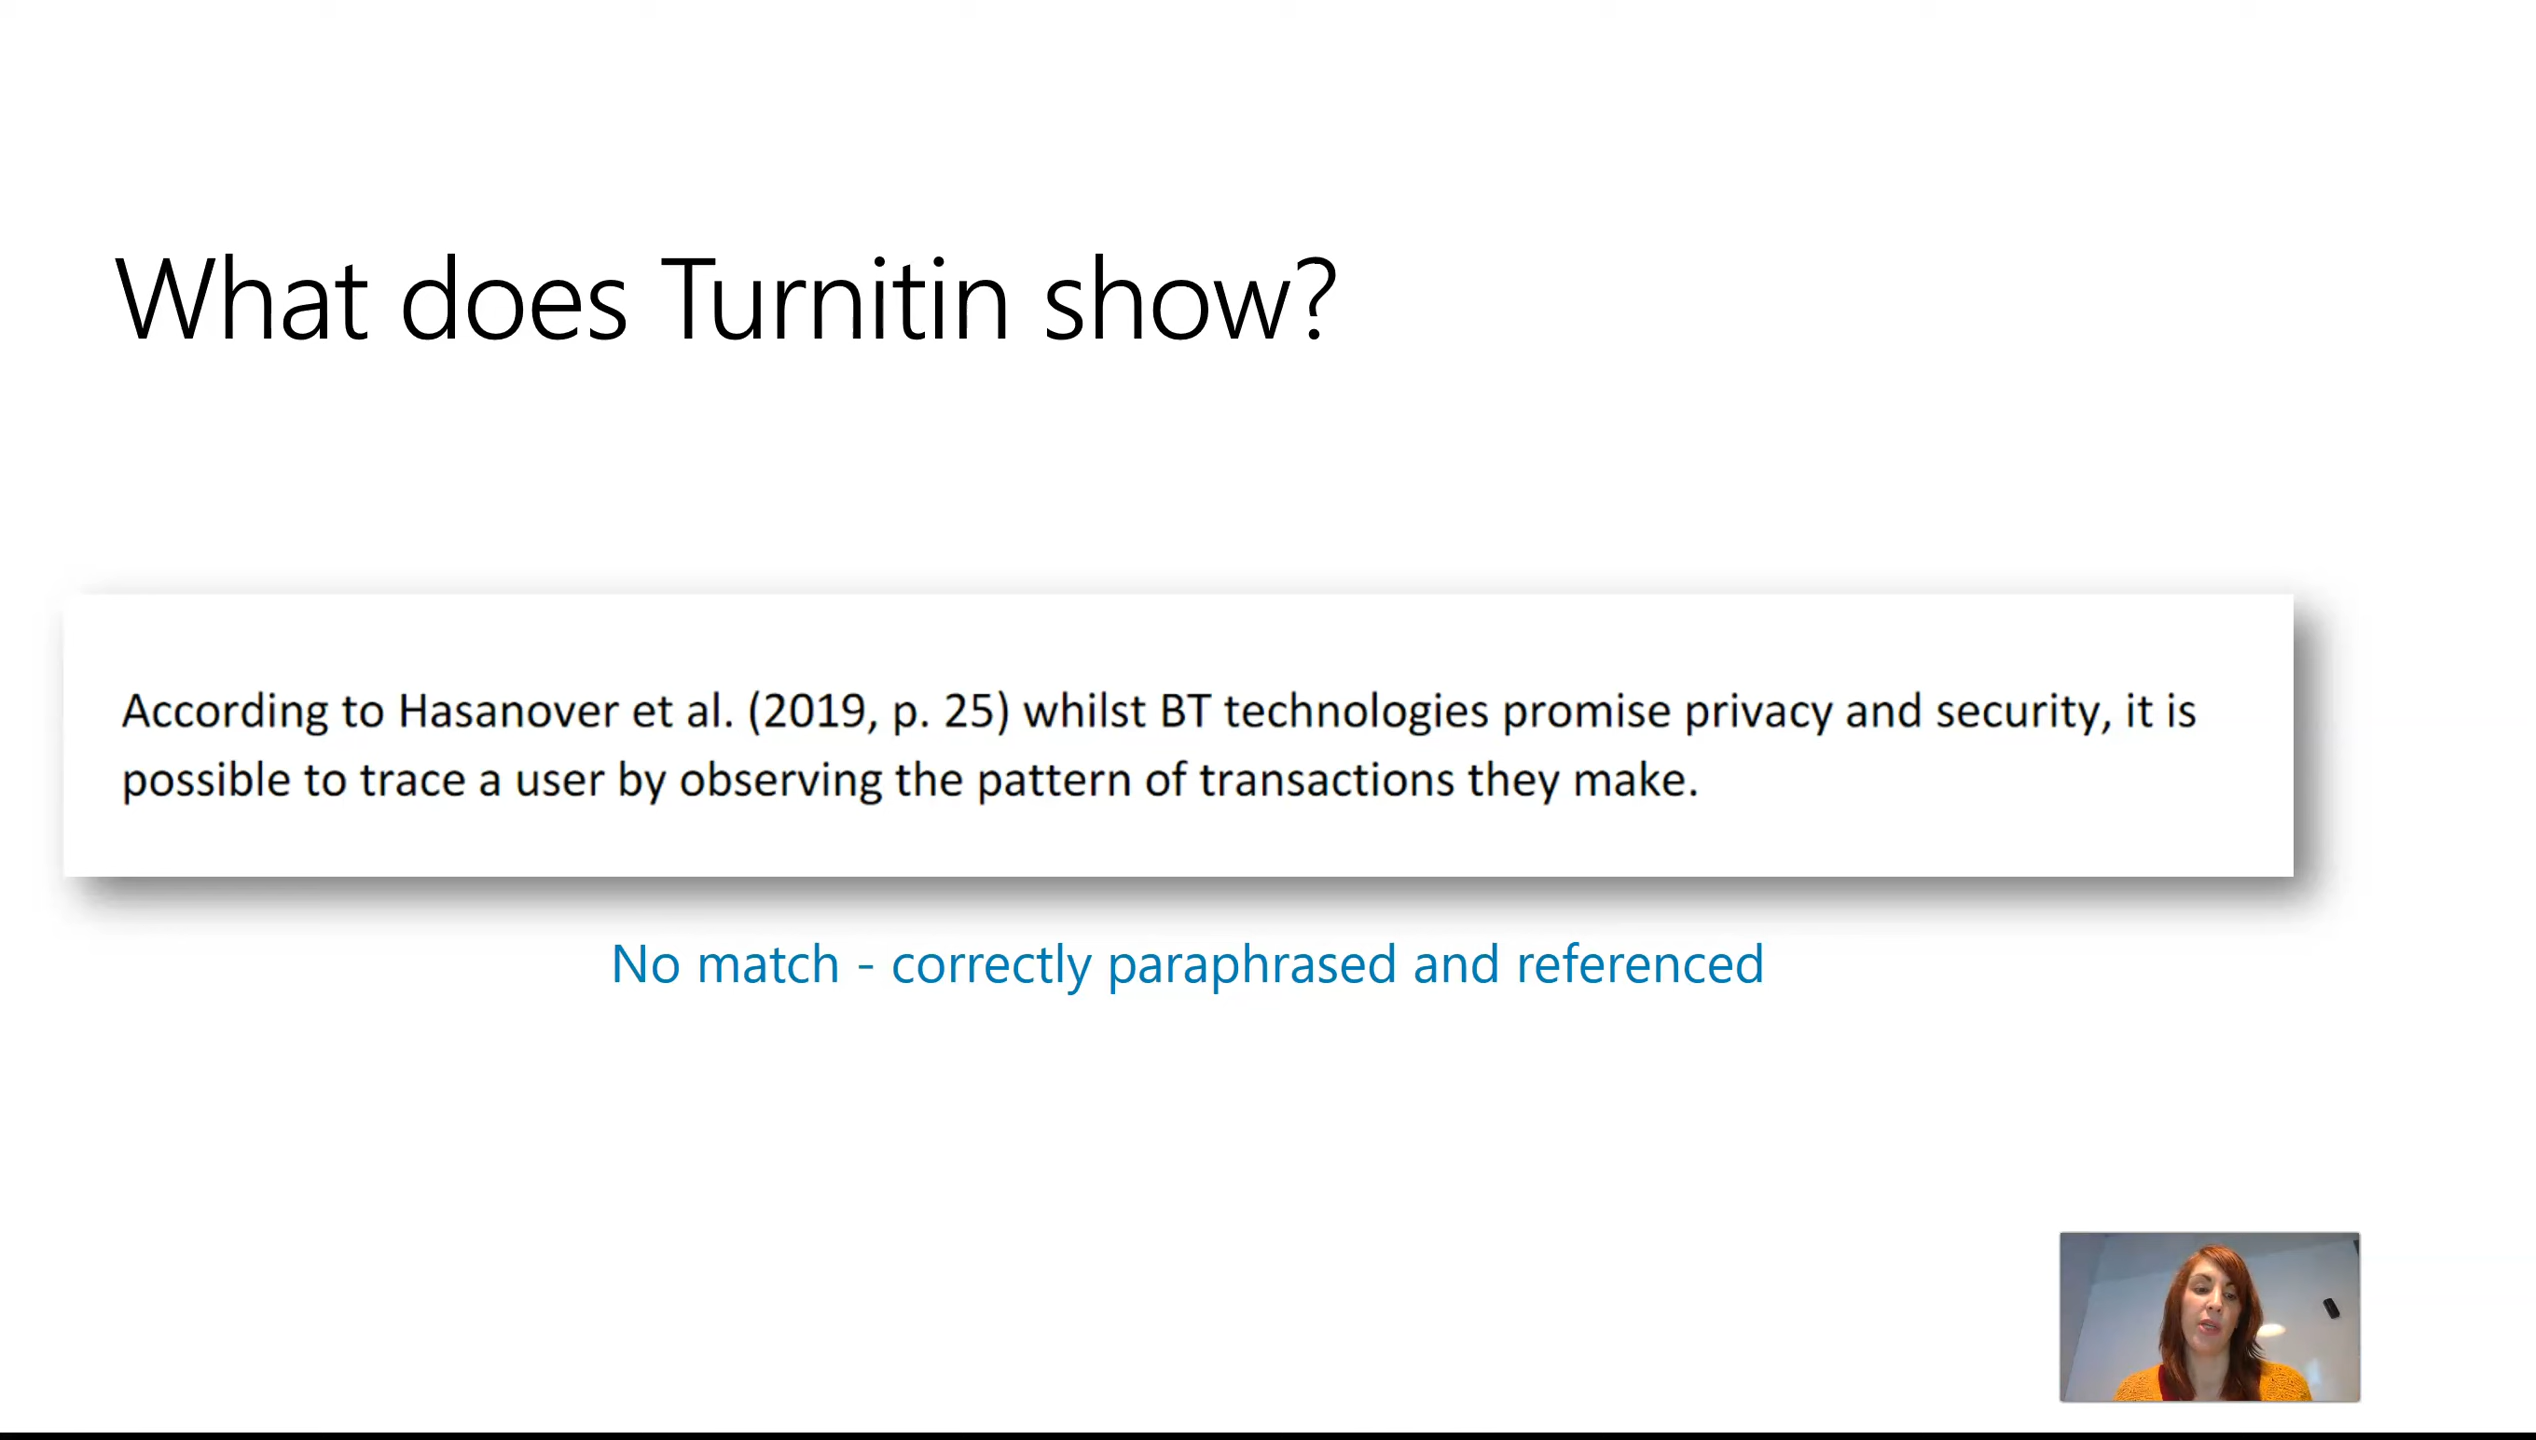 What does Turnitin show?
According to Hasanover et al. (2019, p. 25) whilst BT technologies promise privacy and security, it is
possible to trace a user by observing the pattern of transactions they make.
No match - correctly paraphrased and referenced